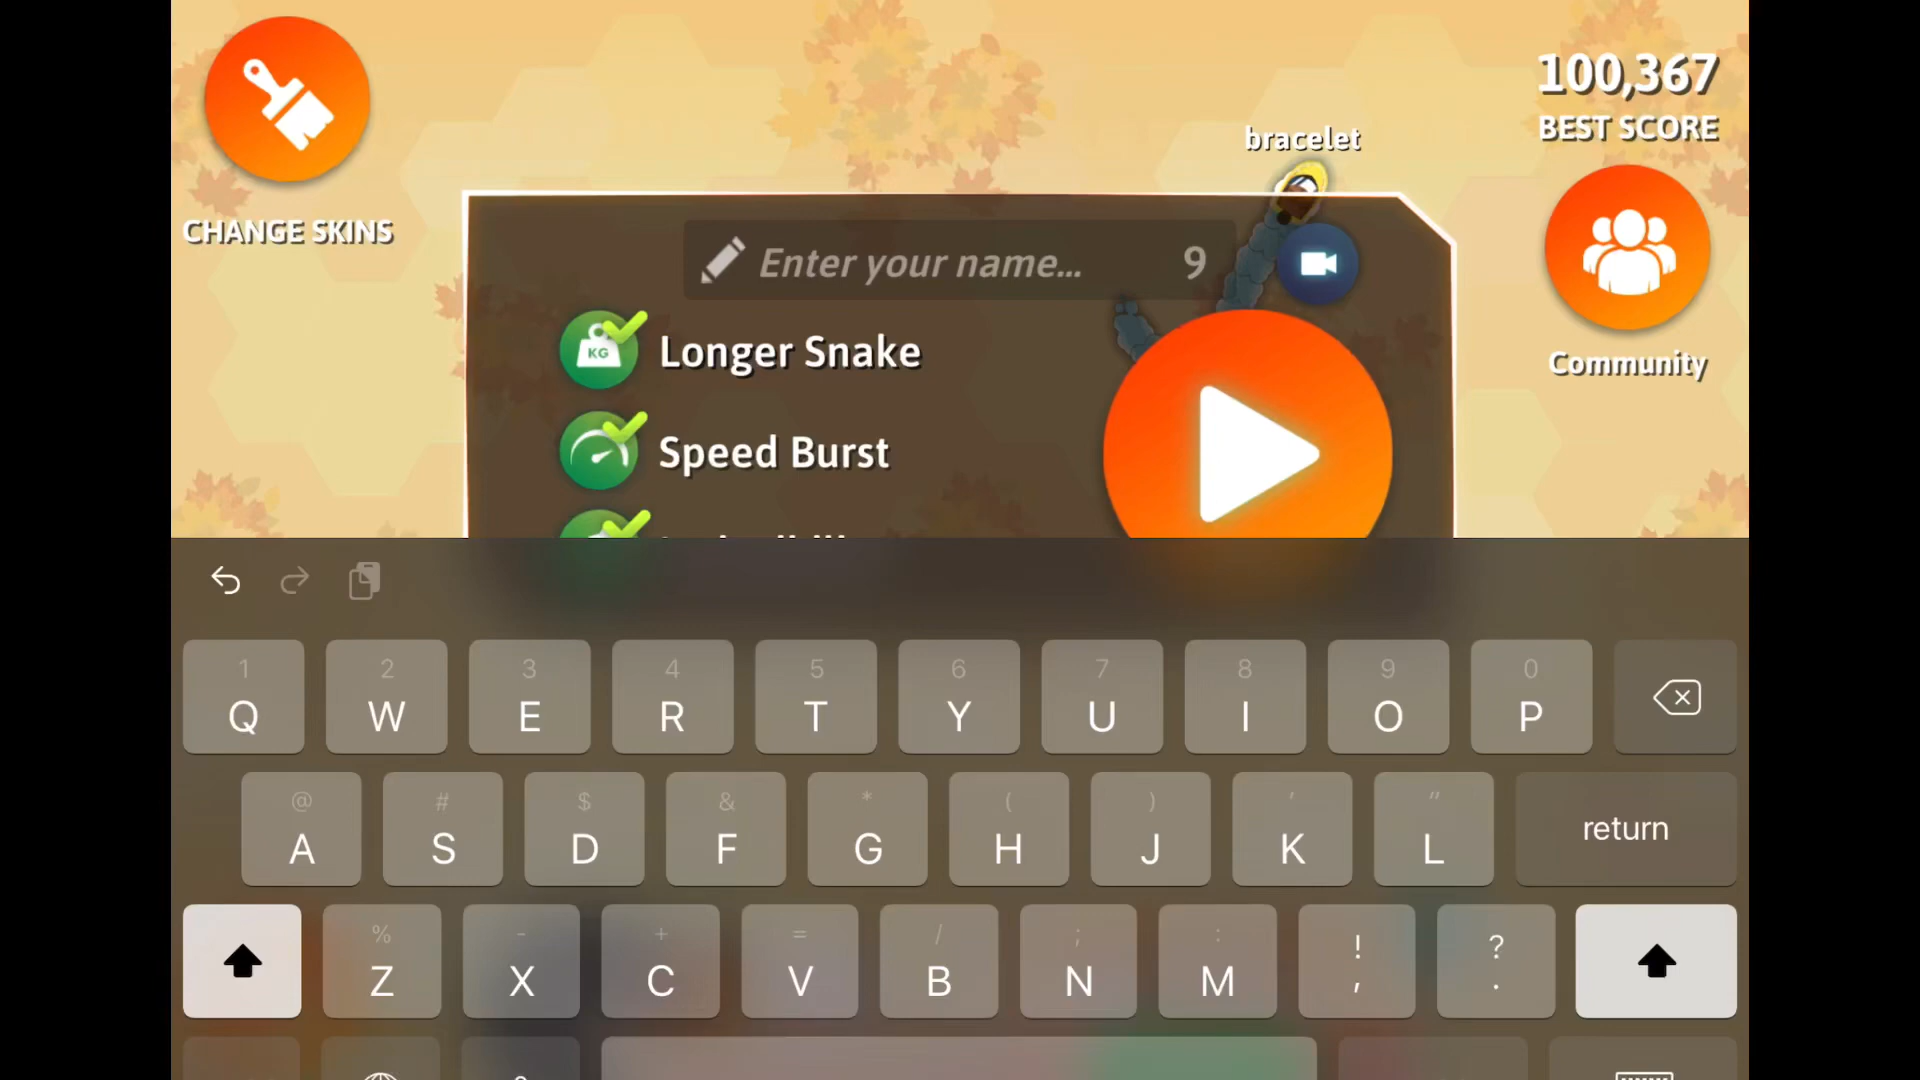 100,367
BEST SCORE
bracelet
CHANGE SKINS
Enter your name... 9
KG Longer Snake
Community
Speed Burst
1 2 3 4 5 6 7 8 9 0
Q W E R T Y U I O P
@ # $ & * ( ) ' "
A S D F G H J K L return
% - + = / ; : ! ?
Z X C V B N M , .